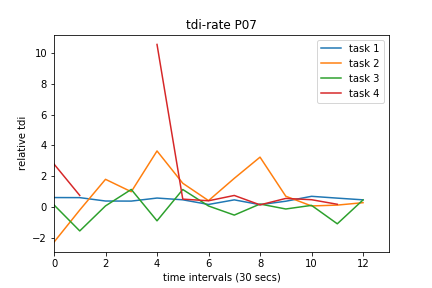 tdi-rate P07
task 1
task 2
task 3
task 4
relative tdi
10
8
6
4
2
0
−2
0 2 4 6 8 10 12
time intervals (30 secs)